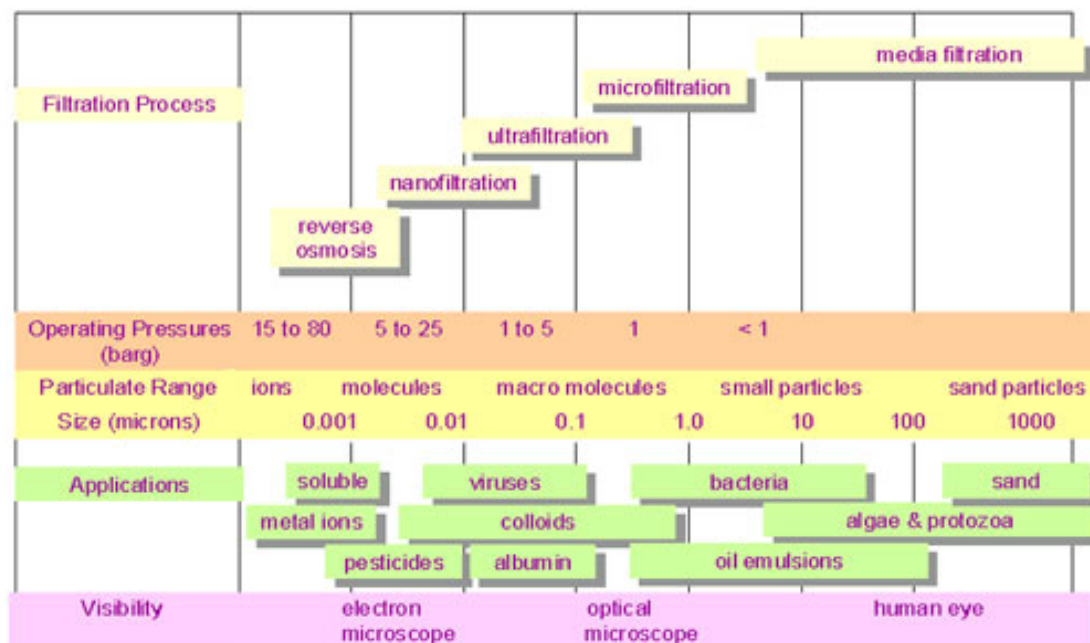 media filtration
microfiltration
Filtration Process
ultrafiltration
nanofiltration
reverse
osmosis
Operating Pressures 15 to 80 5 to 25 1 to 5 1 < 1
(barg)
Particulate Range ions molecules macro molecules small particles sand particles
Size (microns) 0.001 0.01 0.1 1.0 10 100 1000
Applications soluble viruses bacteria sand
metal ions colloids algae & protozoa
pesticides albumin oil emulsions
Visibility electron optical human eye
microscope microscope